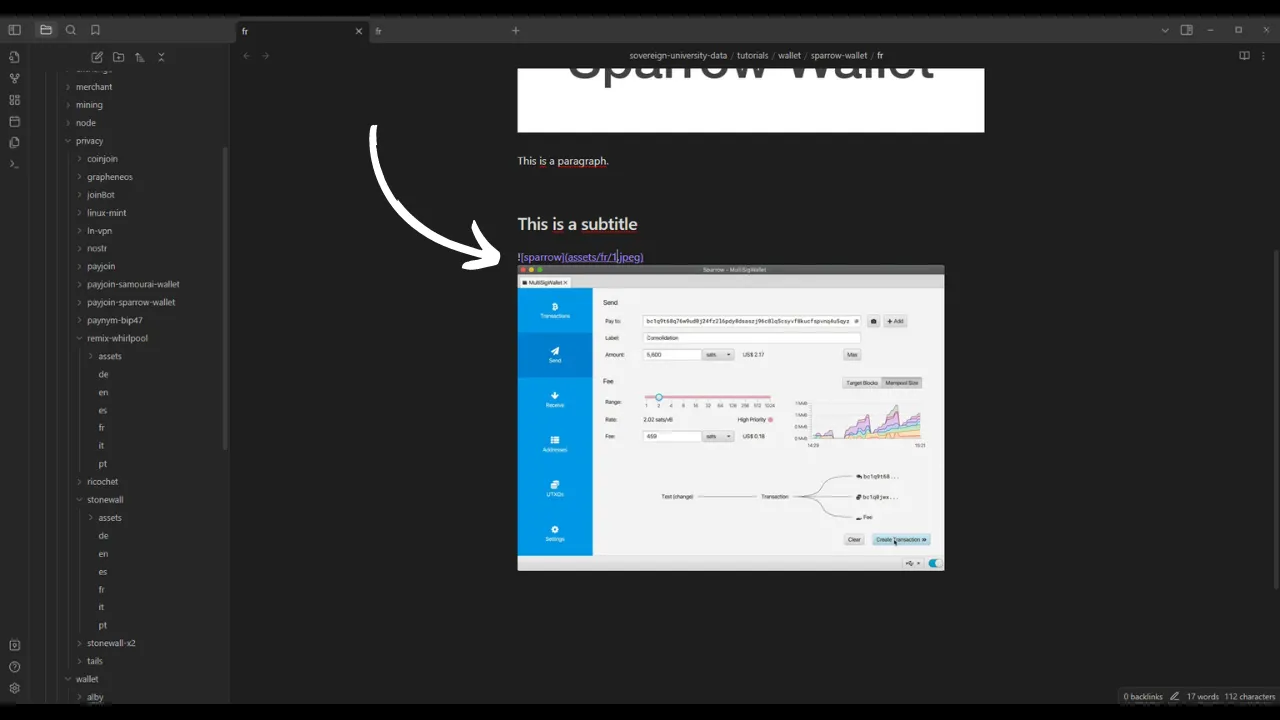 fr
fr
sovereign-university-data / tutorials / wallet / sparrow-wallet / fr
merchant
mining
node
privacy
coinjoin
grapheneos
joinBot
linux-mint
ln-vpn
nostr
payjoin
payjoin-samourai-wallet
payjoin-sparrow-wallet
paynym-bip47
remix-whirlpool
assets
de
en
es
fr
it
pt
ricochet
stonewall
assets
de
en
es
fr
it
pt
stonewall-x2
tails
wallet
alby
Sparrow Wallet
This is a paragraph.
This is a subtitle
![sparrow](assets/fr/1.jpeg)
Sparrow - MultiSigWallet
MultiSigWallet
Transactions
Send
Receive
Addresses
UTXOs
Settings
Send
Pay to:
Add
Label: Consolidation
Amount: 5,600 sats US$ 2.17 Max
Fee
Target Blocks Mempool Size
Range:
1 2 4 8 16 32 64 128 256 512 1024
Rate: 2.02 sats/vB High Priority
Fee: 459 sats US$ 0.18
14:29 16:21
Test (change) Transaction
bc1q9t68...
Fee
Clear Create Transaction »
0 backlinks 17 words 112 characters